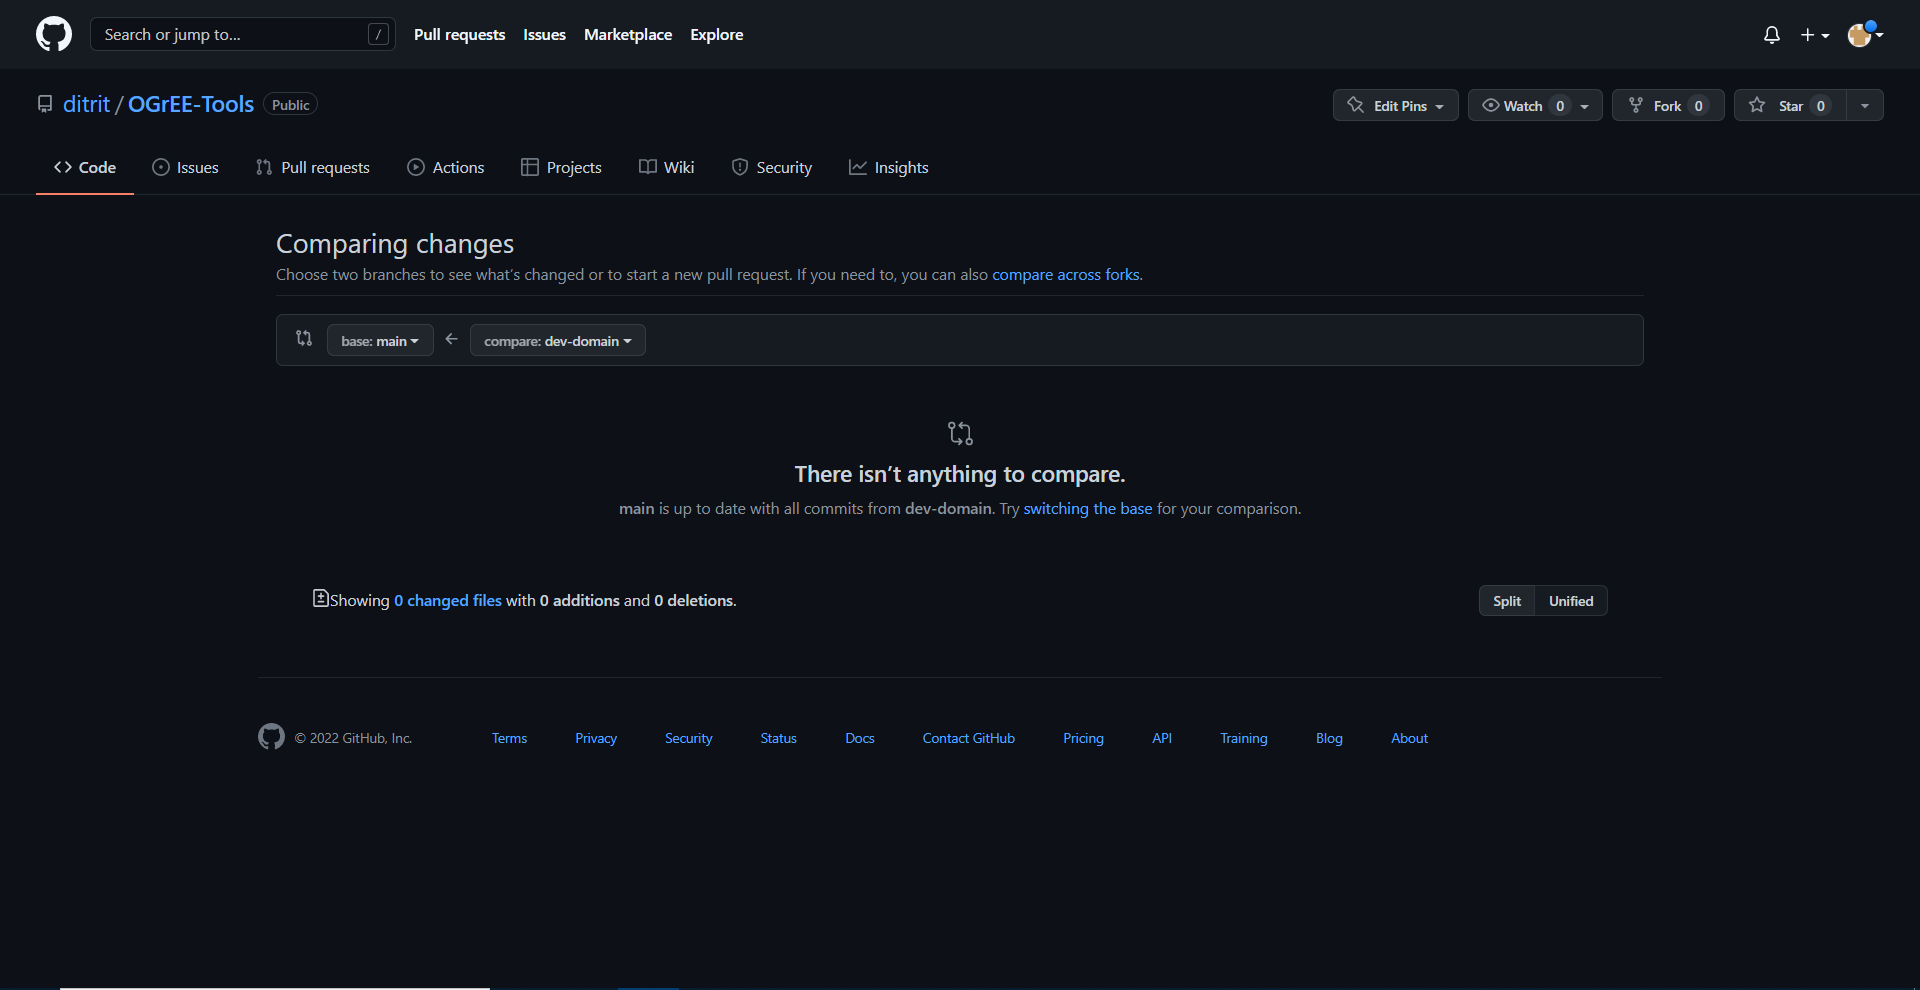 Search or jump to... /
Pull requests Issues Marketplace Explore
ditrit / OGrEE-Tools Public
Edit Pins Watch 0 Fork 0 Star 0
Code Issues Pull requests Actions Projects Wiki Security Insights
Comparing changes
Choose two branches to see what's changed or to start a new pull request. If you need to, you can also compare across forks.
base: main compare: dev-domain
There isn't anything to compare.
main is up to date with all commits from dev-domain. Try switching the base for your comparison.
Showing 0 changed files with 0 additions and 0 deletions.
Split Unified
© 2022 GitHub, Inc. Terms Privacy Security Status Docs Contact GitHub Pricing API Training Blog About